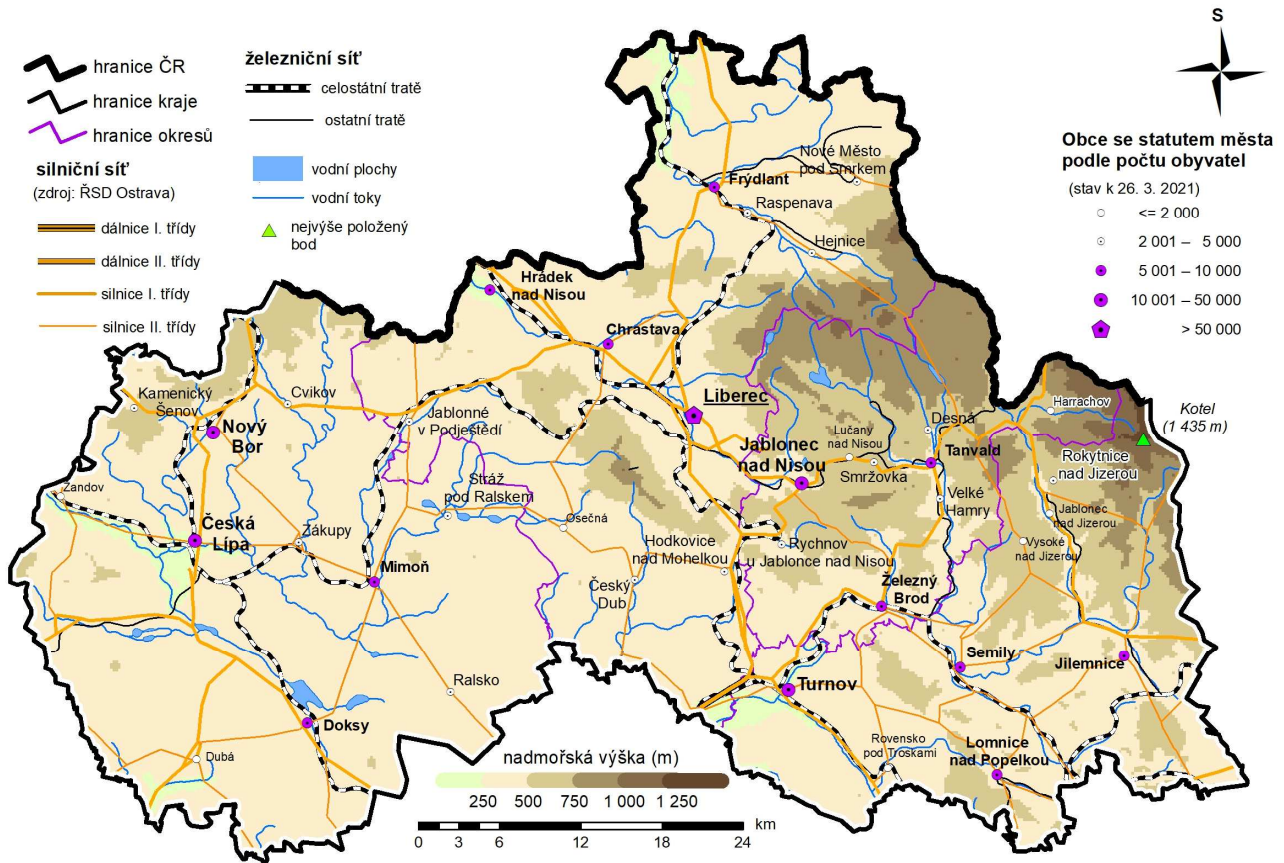 S
hranice ČR
hranice kraje
hranice okresů
silniční síť
(zdroj: ŘSD Ostrava)
dálnice I. třídy
dálnice II. třídy
silnice I. třídy
silnice II. třídy
železniční síť
celostátní tratě
ostatní tratě
vodní plochy
vodní toky
nejvýše položený
bod
Obce se statutem města
podle počtu obyvatel
(stav k 26. 3. 2021)
<= 2 000
2 001 – 5 000
5 001 – 10 000
10 001 – 50 000
> 50 000
Nové Město
pod Smrkem
Frýdlant
Raspenava
Hejnice
Hrádek
nad Nisou
Chrastava
Kamenický
Šenov
Cvikov
Nový
Bor
Jablonné
v Podještědí
Liberec
Jablonec
nad Nisou
Lučany
nad Nisou
Smržovka
Desná
Tanvald
Harrachov
Kotel
(1 435 m)
Rokytnice
nad Jizerou
Velké
Hamry
Jablonec
nad Jizerou
Vysoké
nad Jizerou
Žandov
Česká
Lípa
Zákupy
Stráž
pod Ralskem
Mimoň
Osečná
Hodkovice
nad Mohelkou
Rychnov
u Jablonce nad Nisou
Český
Dub
Železný
Brod
Semily
Jilemnice
Turnov
Ralsko
Doksy
Dubá
Rovensko
pod Troskami
Lomnice
nad Popelkou
nadmořská výška (m)
250 500 750 1 000 1 250
km
0 3 6 12 18 24